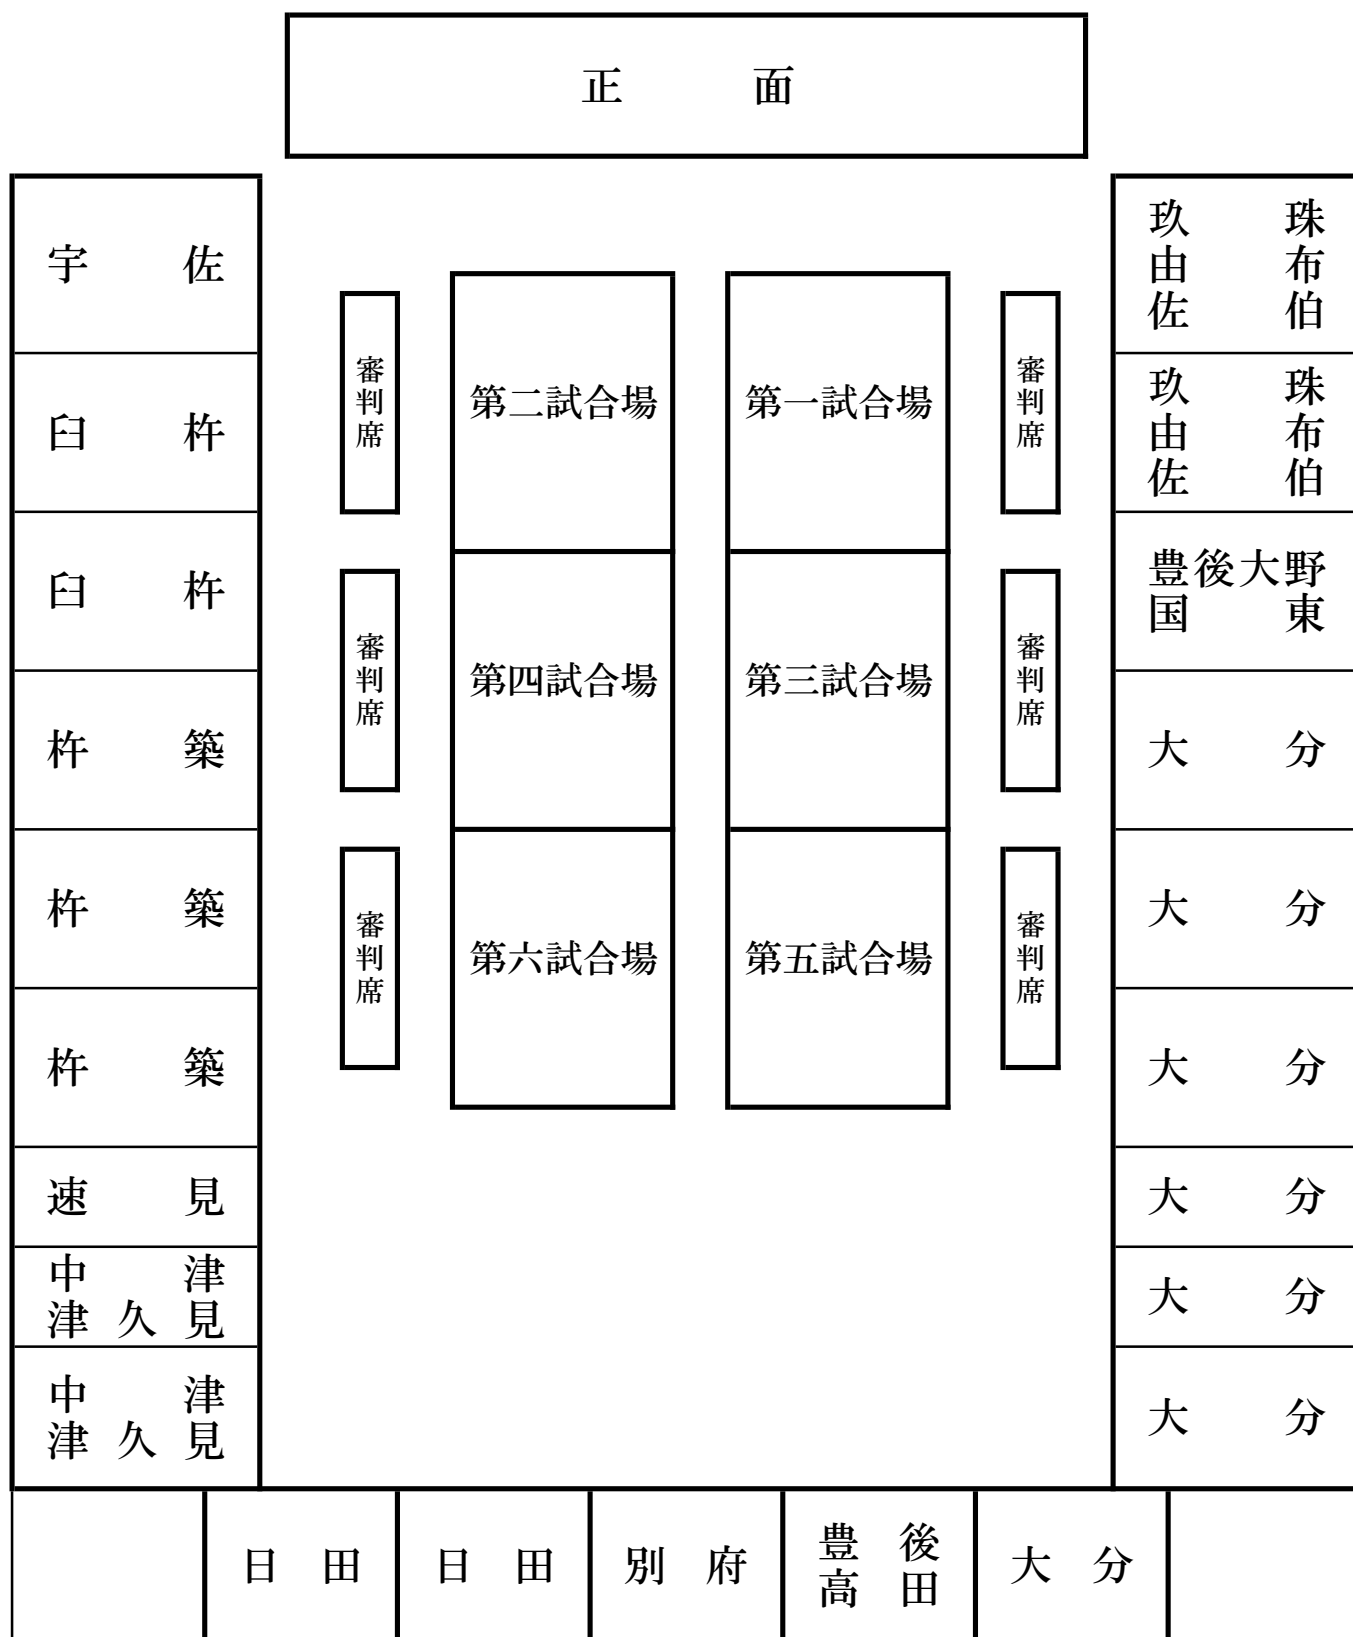 正面
宇佐
臼杵
臼杵
杵築
杵築
杵築
速見
中津
津久見
中津
津久見
審判席
審判席
審判席
第二試合場
第四試合場
第六試合場
第一試合場
第三試合場
第五試合場
審判席
審判席
審判席
玖珠
由布
佐伯
玖珠
由布
佐伯
豊後大野
国東
大分
大分
大分
大分
大分
大分
日田
日田
別府
豊後
高田
大分